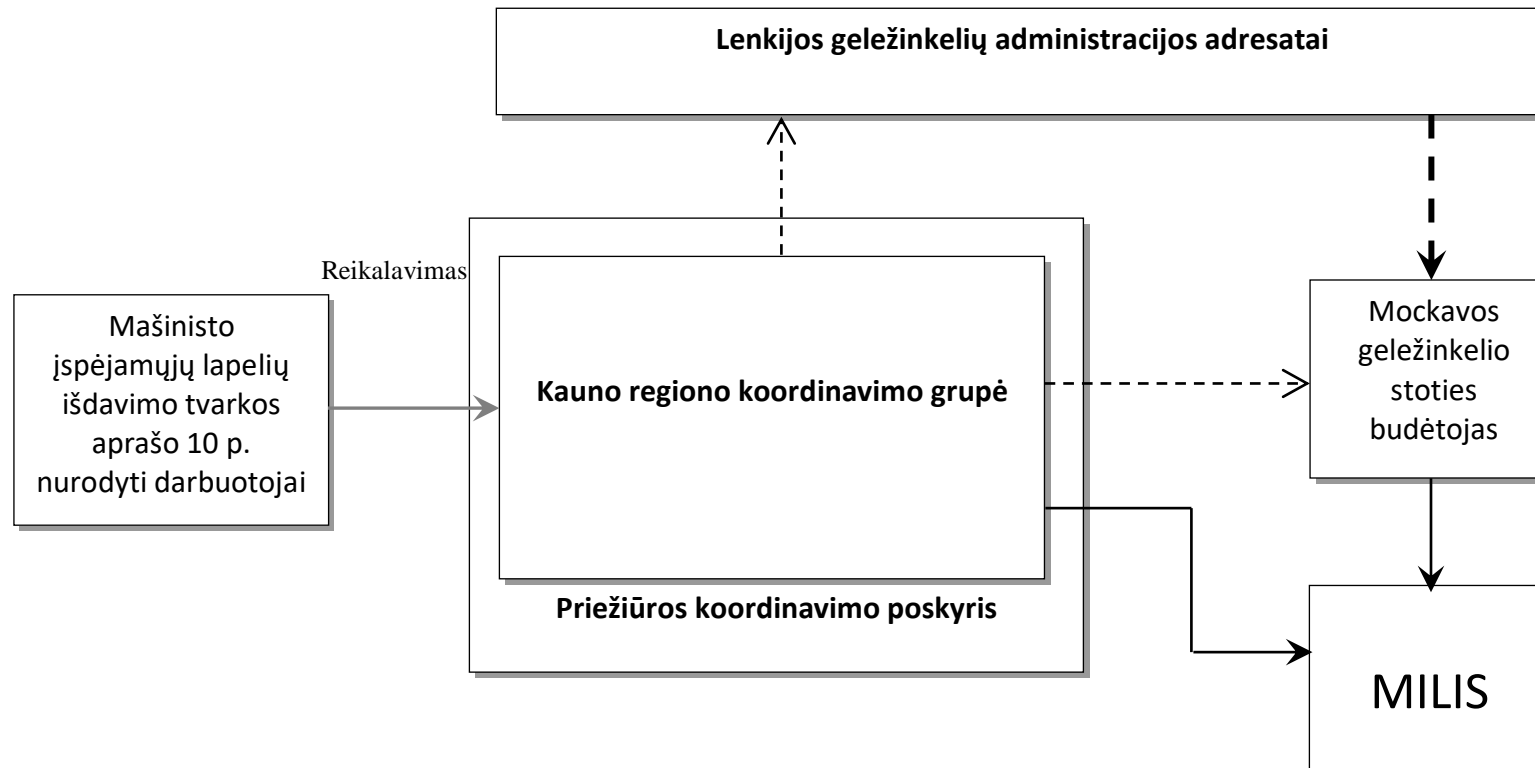 Lenkijos geležinkelių administracijos adresatai
Reikalavimas
Mašinisto
įspėjamųjų lapelių
išdavimo tvarkos
aprašo 10 p.
nurodyti darbuotojai
Kauno regiono koordinavimo grupė
Priežiūros koordinavimo poskyris
Mockavos
geležinkelio
stoties
budėtojas
MILIS